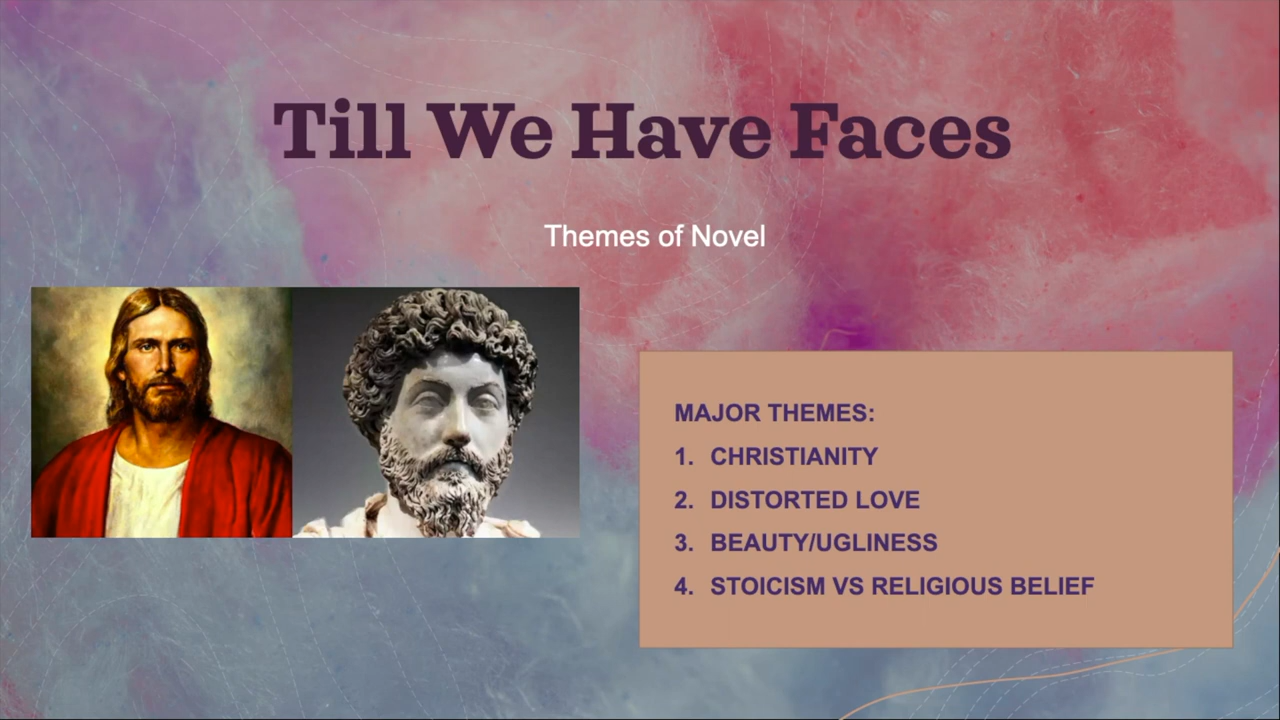 Till We Have Faces
Themes of Novel
MAJOR THEMES:
1. CHRISTIANITY
2. DISTORTED LOVE
3. BEAUTY/UGLINESS
4. STOICISM VS RELIGIOUS BELIEF